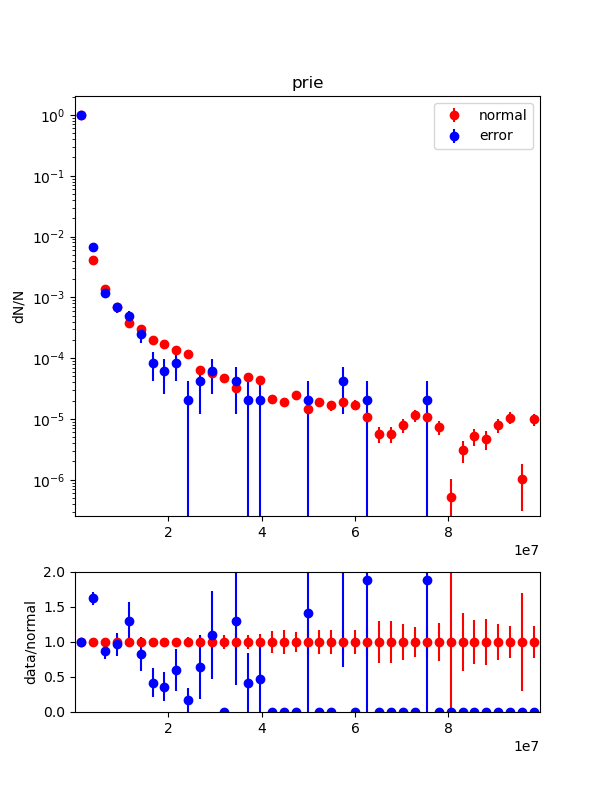 prie
normal
error
dN/N
10⁰
10⁻¹
10⁻²
10⁻³
10⁻⁴
10⁻⁵
10⁻⁶
2 4 6 8
1e7
data/normal
2.0
1.5
1.0
0.5
0.0
2 4 6 8
1e7